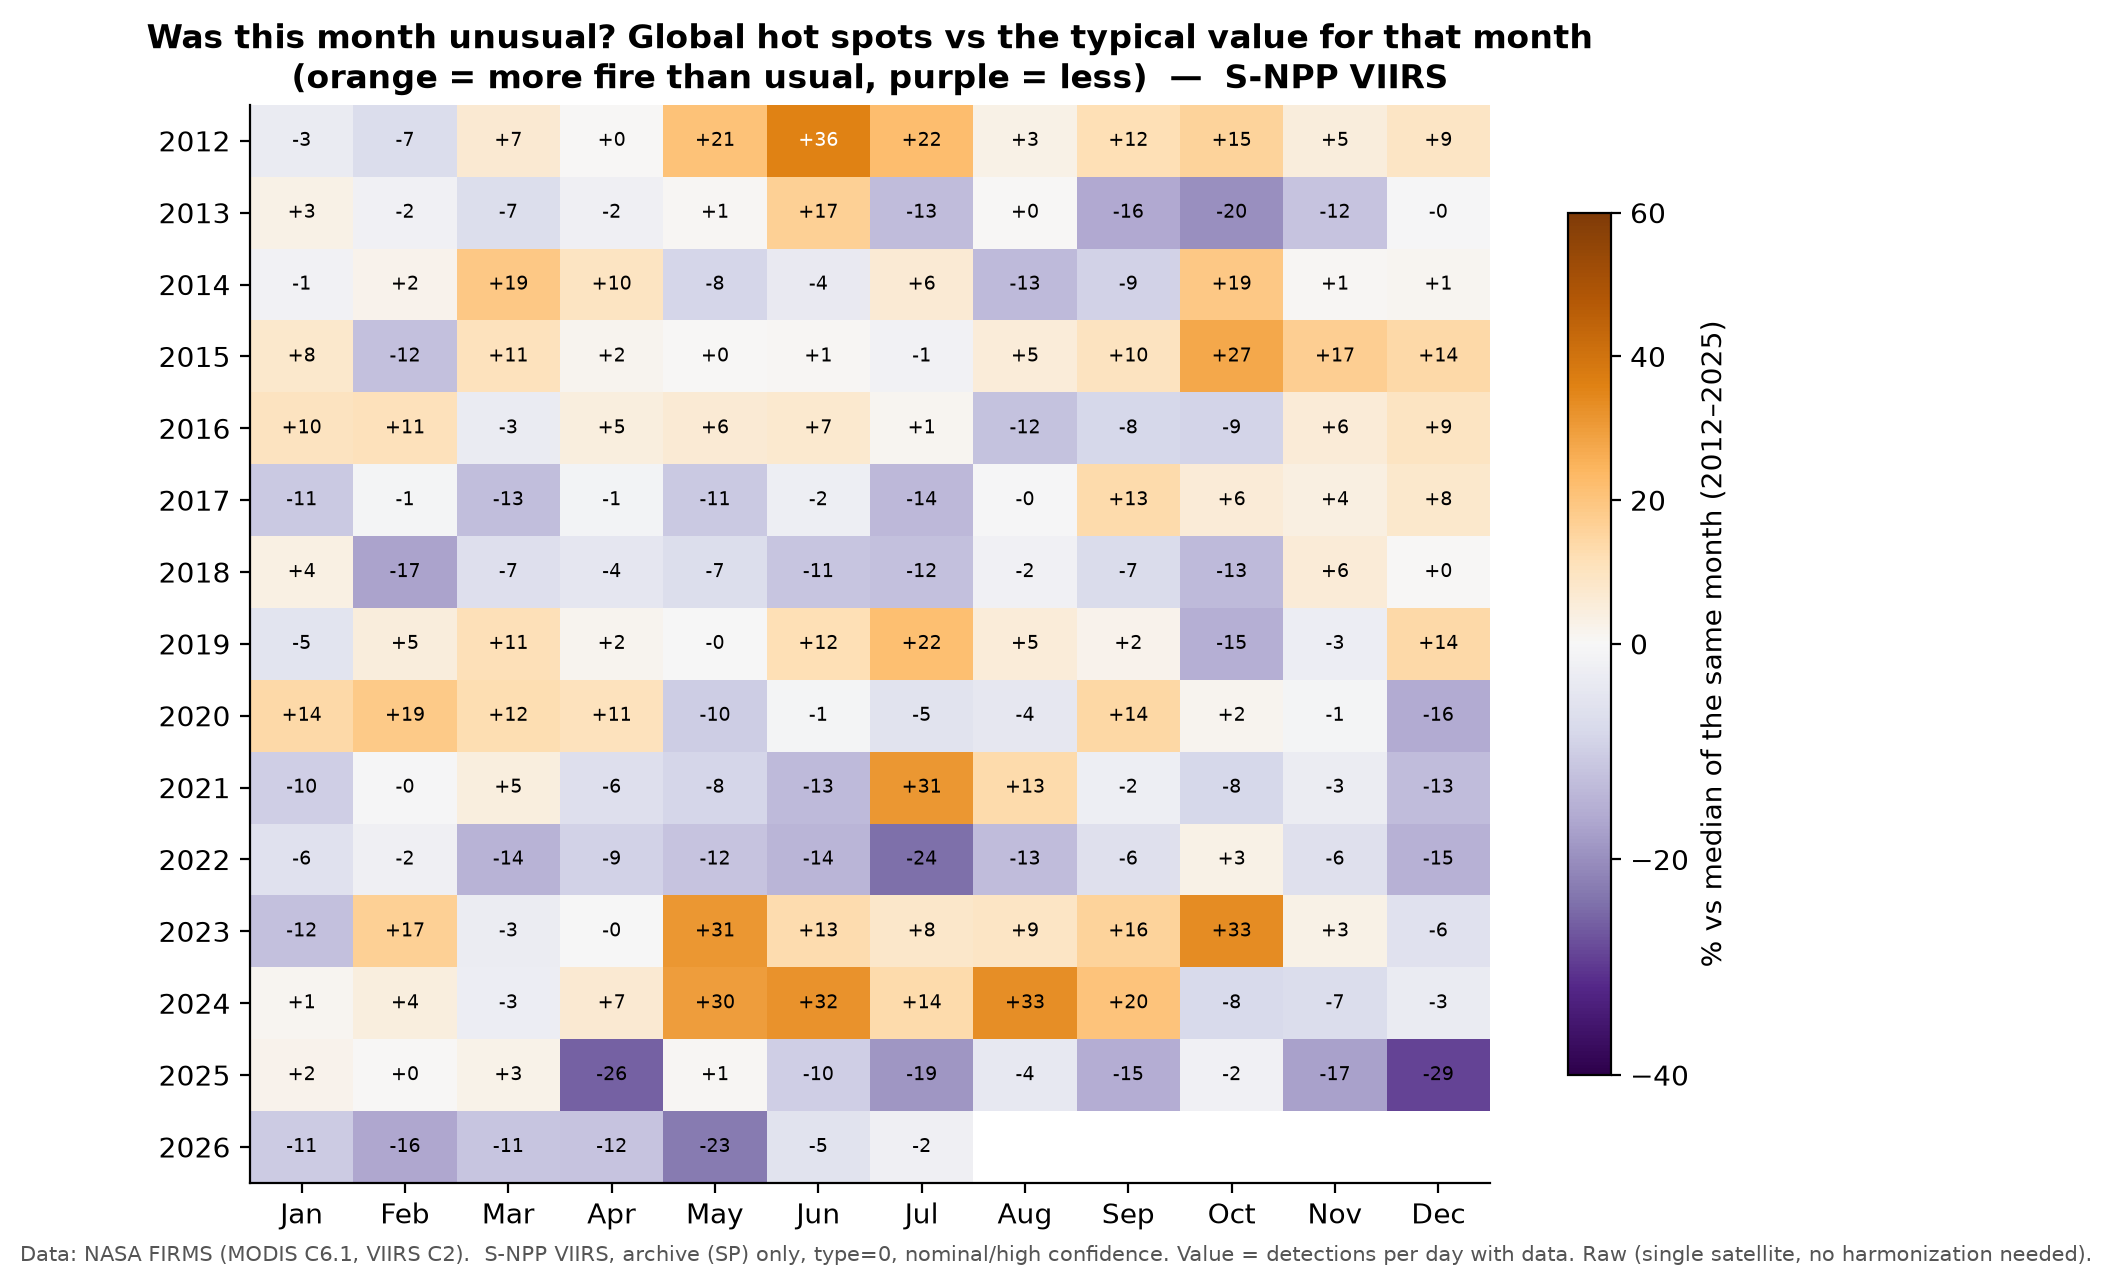 Was this month unusual? Global hot spots vs the typical value for that month
(orange = more fire than usual, purple = less)  —  S-NPP VIIRS
2012 -3 -7 +7 +0 +21 +36 +22 +3 +12 +15 +5 +9
2013 +3 -2 -7 -2 +1 +17 -13 +0 -16 -20 -12 -0
2014 -1 +2 +19 +10 -8 -4 +6 -13 -9 +19 +1 +1
2015 +8 -12 +11 +2 +0 +1 -1 +5 +10 +27 +17 +14
2016 +10 +11 -3 +5 +6 +7 +1 -12 -8 -9 +6 +9
2017 -11 -1 -13 -1 -11 -2 -14 -0 +13 +6 +4 +8
2018 +4 -17 -7 -4 -7 -11 -12 -2 -7 -13 +6 +0
2019 -5 +5 +11 +2 -0 +12 +22 +5 +2 -15 -3 +14
2020 +14 +19 +12 +11 -10 -1 -5 -4 +14 +2 -1 -16
2021 -10 -0 +5 -6 -8 -13 +31 +13 -2 -8 -3 -13
2022 -6 -2 -14 -9 -12 -14 -24 -13 -6 +3 -6 -15
2023 -12 +17 -3 -0 +31 +13 +8 +9 +16 +33 +3 -6
2024 +1 +4 -3 +7 +30 +32 +14 +33 +20 -8 -7 -3
2025 +2 +0 +3 -26 +1 -10 -19 -4 -15 -2 -17 -29
2026 -11 -16 -11 -12 -23 -5 -2
Jan Feb Mar Apr May Jun Jul Aug Sep Oct Nov Dec
60
40
20
0
−20
−40
% vs median of the same month (2012–2025)
Data: NASA FIRMS (MODIS C6.1, VIIRS C2).  S-NPP VIIRS, archive (SP) only, type=0, nominal/high confidence. Value = detections per day with data. Raw (single satellite, no harmonization needed).